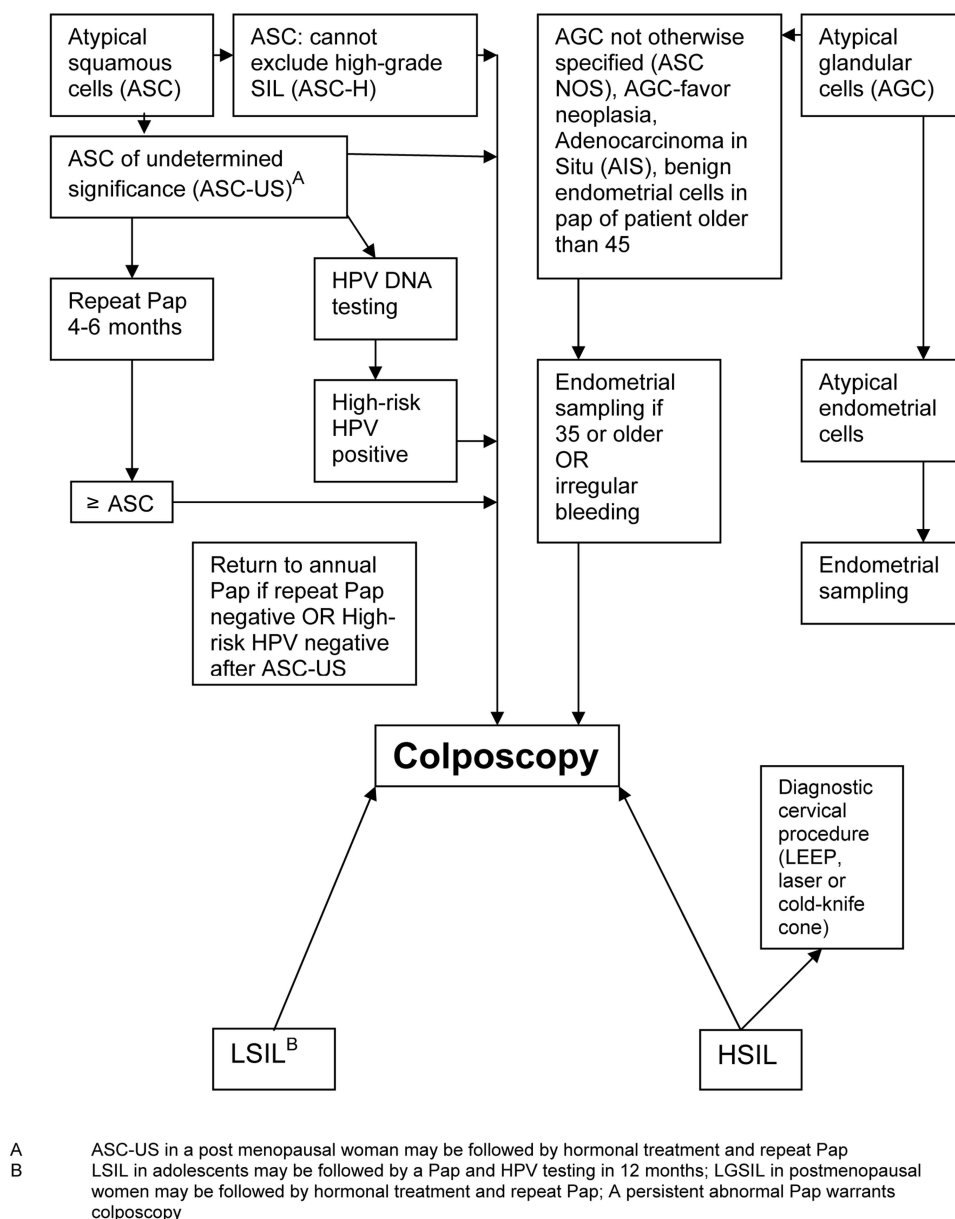 Atypical
squamous
cells (ASC)
ASC: cannot
exclude high-grade
SIL (ASC-H)
AGC not otherwise
specified (ASC
NOS), AGC-favor
neoplasia,
Adenocarcinoma in
Situ (AIS), benign
endometrial cells in
pap of patient older
than 45
Atypical
glandular
cells (AGC)
ASC of undetermined
significance (ASC-US)A
Repeat Pap
4-6 months
HPV DNA
testing
High-risk
HPV
positive
≥ ASC
Endometrial
sampling if
35 or older
OR
irregular
bleeding
Atypical
endometrial
cells
Endometrial
sampling
Return to annual
Pap if repeat Pap
negative OR High-
risk HPV negative
after ASC-US
Colposcopy
Diagnostic
cervical
procedure
(LEEP,
laser or
cold-knife
cone)
LSILB
HSIL
A ASC-US in a post menopausal woman may be followed by hormonal treatment and repeat Pap
B LSIL in adolescents may be followed by a Pap and HPV testing in 12 months; LGSIL in postmenopausal
women may be followed by hormonal treatment and repeat Pap; A persistent abnormal Pap warrants
colposcopy